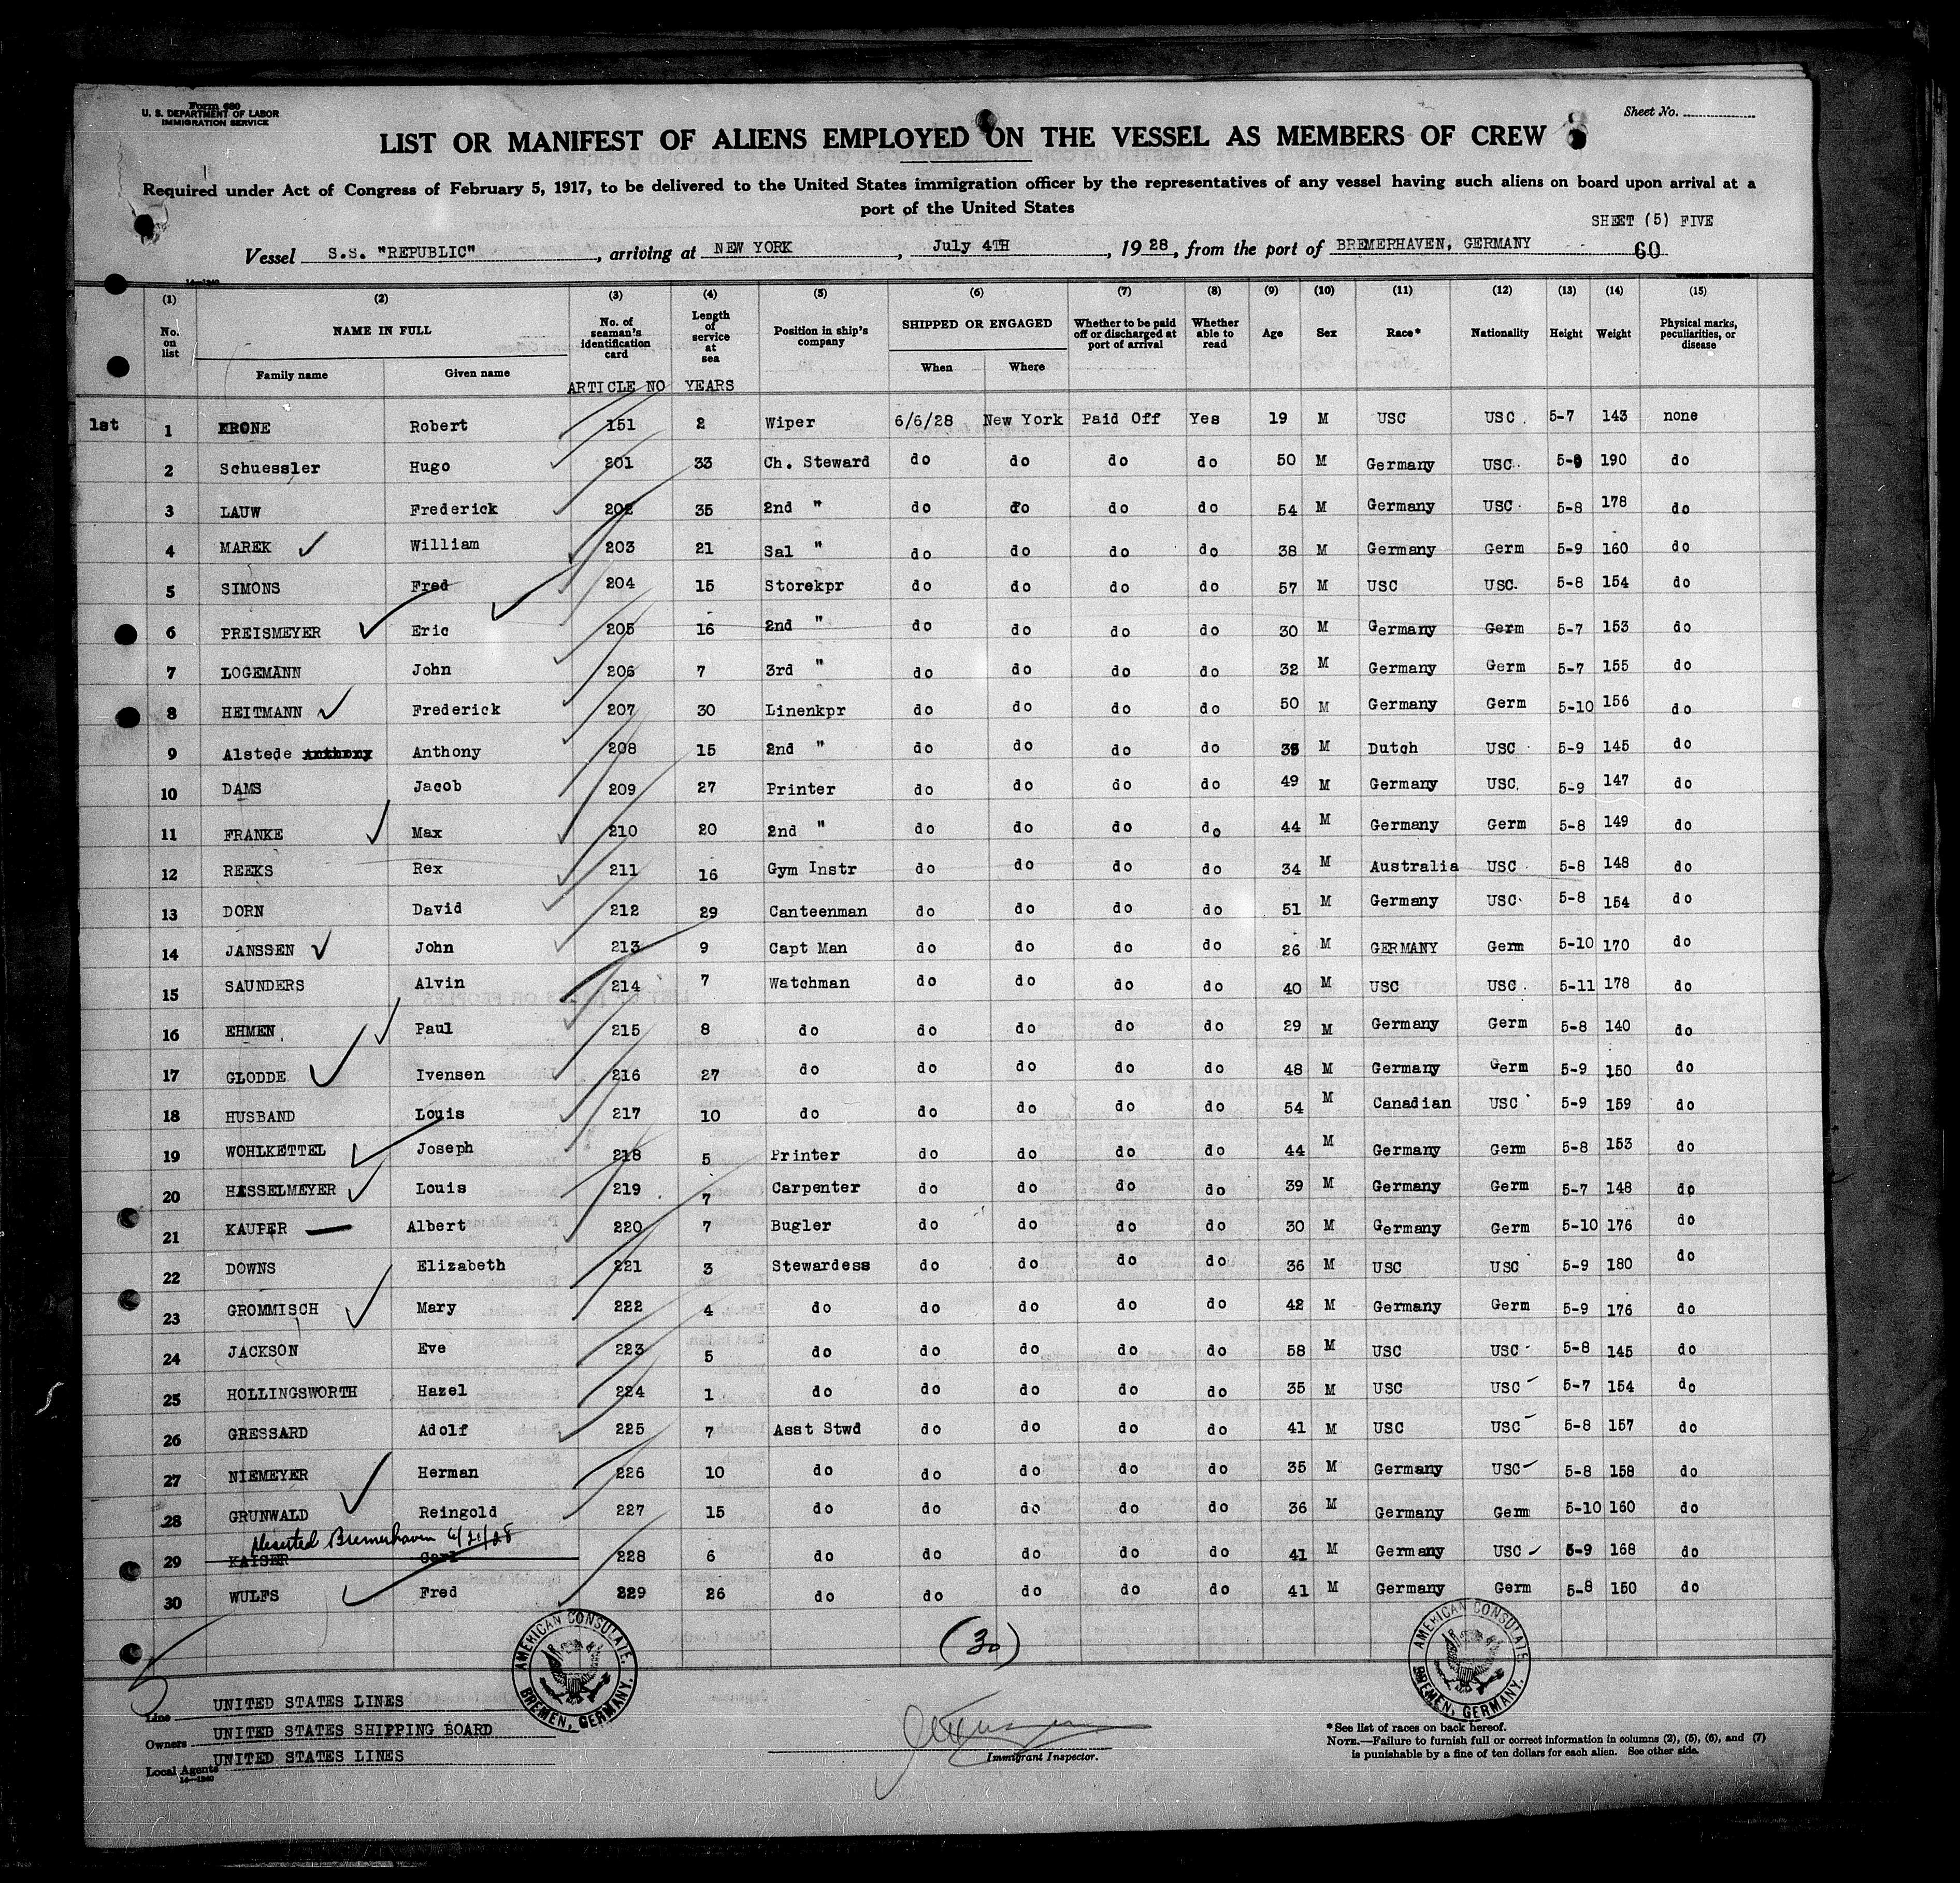 Form 680
U. S. DEPARTMENT OF LABOR
IMMIGRATION SERVICE
Sheet No.
LIST OR MANIFEST OF ALIENS EMPLOYED ON THE VESSEL AS MEMBERS OF CREW
Required under Act of Congress of February 5, 1917, to be delivered to the United States immigration officer by the representatives of any vessel having such aliens on board upon arrival at a
port of the United States
SHEET (5) FIVE
Vessel S.S. "REPUBLIC", arriving at NEW YORK, July 4TH, 1928, from the port of BREMERHAVEN, GERMANY 60
14—1240
(1) (2) (3) (4) (5) (6) (7) (8) (9) (10) (11) (12) (13) (14) (15)
No. on list NAME IN FULL Family name Given name No. of seaman's identification card ARTICLE NO Length of service at sea YEARS Position in ship's company SHIPPED OR ENGAGED When Where Whether to be paid off or discharged at port of arrival Whether able to read Age Sex Race* Nationality Height Weight Physical marks, peculiarities, or disease
1st 1 KRONE Robert 151 2 Wiper 6/6/28 New York Paid Off Yes 19 M USC USC. 5-7 143 none
2 Schuessler Hugo 201 33 Ch. Steward do do do do 50 M Germany USC. 5-9 190 do
3 LAUW Frederick 202 35 2nd " do do do do 54 M Germany USC. 5-8 178 do
4 MAREK William 203 21 Sal " do do do do 38 M Germany Germ 5-9 160 do
5 SIMONS Fred 204 15 Storekpr do do do do 57 M USC USC. 5-8 154 do
6 PREISMEYER Eric 205 16 2nd " do do do do 30 M Germany Germ 5-7 153 do
7 LOGEMANN John 206 7 3rd " do do do do 32 M Germany Germ 5-7 155 do
8 HEITMANN Frederick 207 30 Linenkpr do do do do 50 M Germany Germ 5-10 156 do
9 Alstede Anthony Anthony 208 15 2nd " do do do do M Dutch USC 5-9 145 do
10 DAMS Jacob 209 27 Printer do do do do 49 M Germany USC. 5-9 147 do
11 FRANKE Max 210 20 2nd " do do do do 44 M Germany Germ 5-8 149 do
12 REEKS Rex 211 16 Gym Instr do do do do 34 M Australia USC 5-8 148 do
13 DORN David 212 29 Canteenman do do do do 51 M Germany USC. 5-8 154 do
14 JANSSEN John 213 9 Capt Man do do do do 26 M GERMANY Germ 5-10 170 do
15 SAUNDERS Alvin 214 7 Watchman do do do do 40 M USC USC. 5-11 178 do
16 EHMEN Paul 215 8 do do do do do 29 M Germany Germ 5-8 140 do
17 GLODDE Ivensen 216 27 do do do do do 48 M Germany Germ 5-9 150 do
18 HUSBAND Louis 217 10 do do do do do 54 M Canadian USC 5-9 159 do
19 WOHLKETTEL Joseph 218 5 Printer do do do do 44 M Germany Germ 5-8 153 do
20 HASSELMEYER Louis 219 7 Carpenter do do do do 39 M Germany Germ 5-7 148 do
21 KAUPER Albert 220 7 Bugler do do do do 30 M Germany Germ 5-10 176 do
22 DOWNS Elizabeth 221 3 Stewardess do do do do 36 M USC USC 5-9 180 do
23 GROMMISCH Mary 222 4 do do do do do 42 M Germany Germ 5-9 176 do
24 JACKSON Eve 223 5 do do do do do 58 M USC USC 5-8 145 do
25 HOLLINGSWORTH Hazel 224 1 do do do do do 35 M USC USC 5-7 154 do
26 GRESSARD Adolf 225 7 Asst Stwd do do do do 41 M USC USC 5-8 157 do
27 NIEMEYER Herman 226 10 do do do do do 35 M Germany USC 5-8 158 do
28 GRUNWALD Reingold 227 15 do do do do do 36 M Germany Germ 5-10 160 do
Deserted Bremerhaven 6/21/28
29 KAISER Carl 228 6 do do do do do 41 M Germany USC 5-9 168 do
30 WULFS Fred 229 26 do do do do do 41 M Germany Germ 5-8 150 do
(30)
AMERICAN CONSULATE. BREMEN, GERMANY.
AMERICAN CONSULATE. BREMEN, GERMANY.
5
Line UNITED STATES LINES
Owners UNITED STATES SHIPPING BOARD
Local Agents UNITED STATES LINES
14—1240
Immigrant Inspector.
*See list of races on back hereof.
NOTE.—Failure to furnish full or correct information in columns (2), (5), (6), and (7)
is punishable by a fine of ten dollars for each alien. See other side.